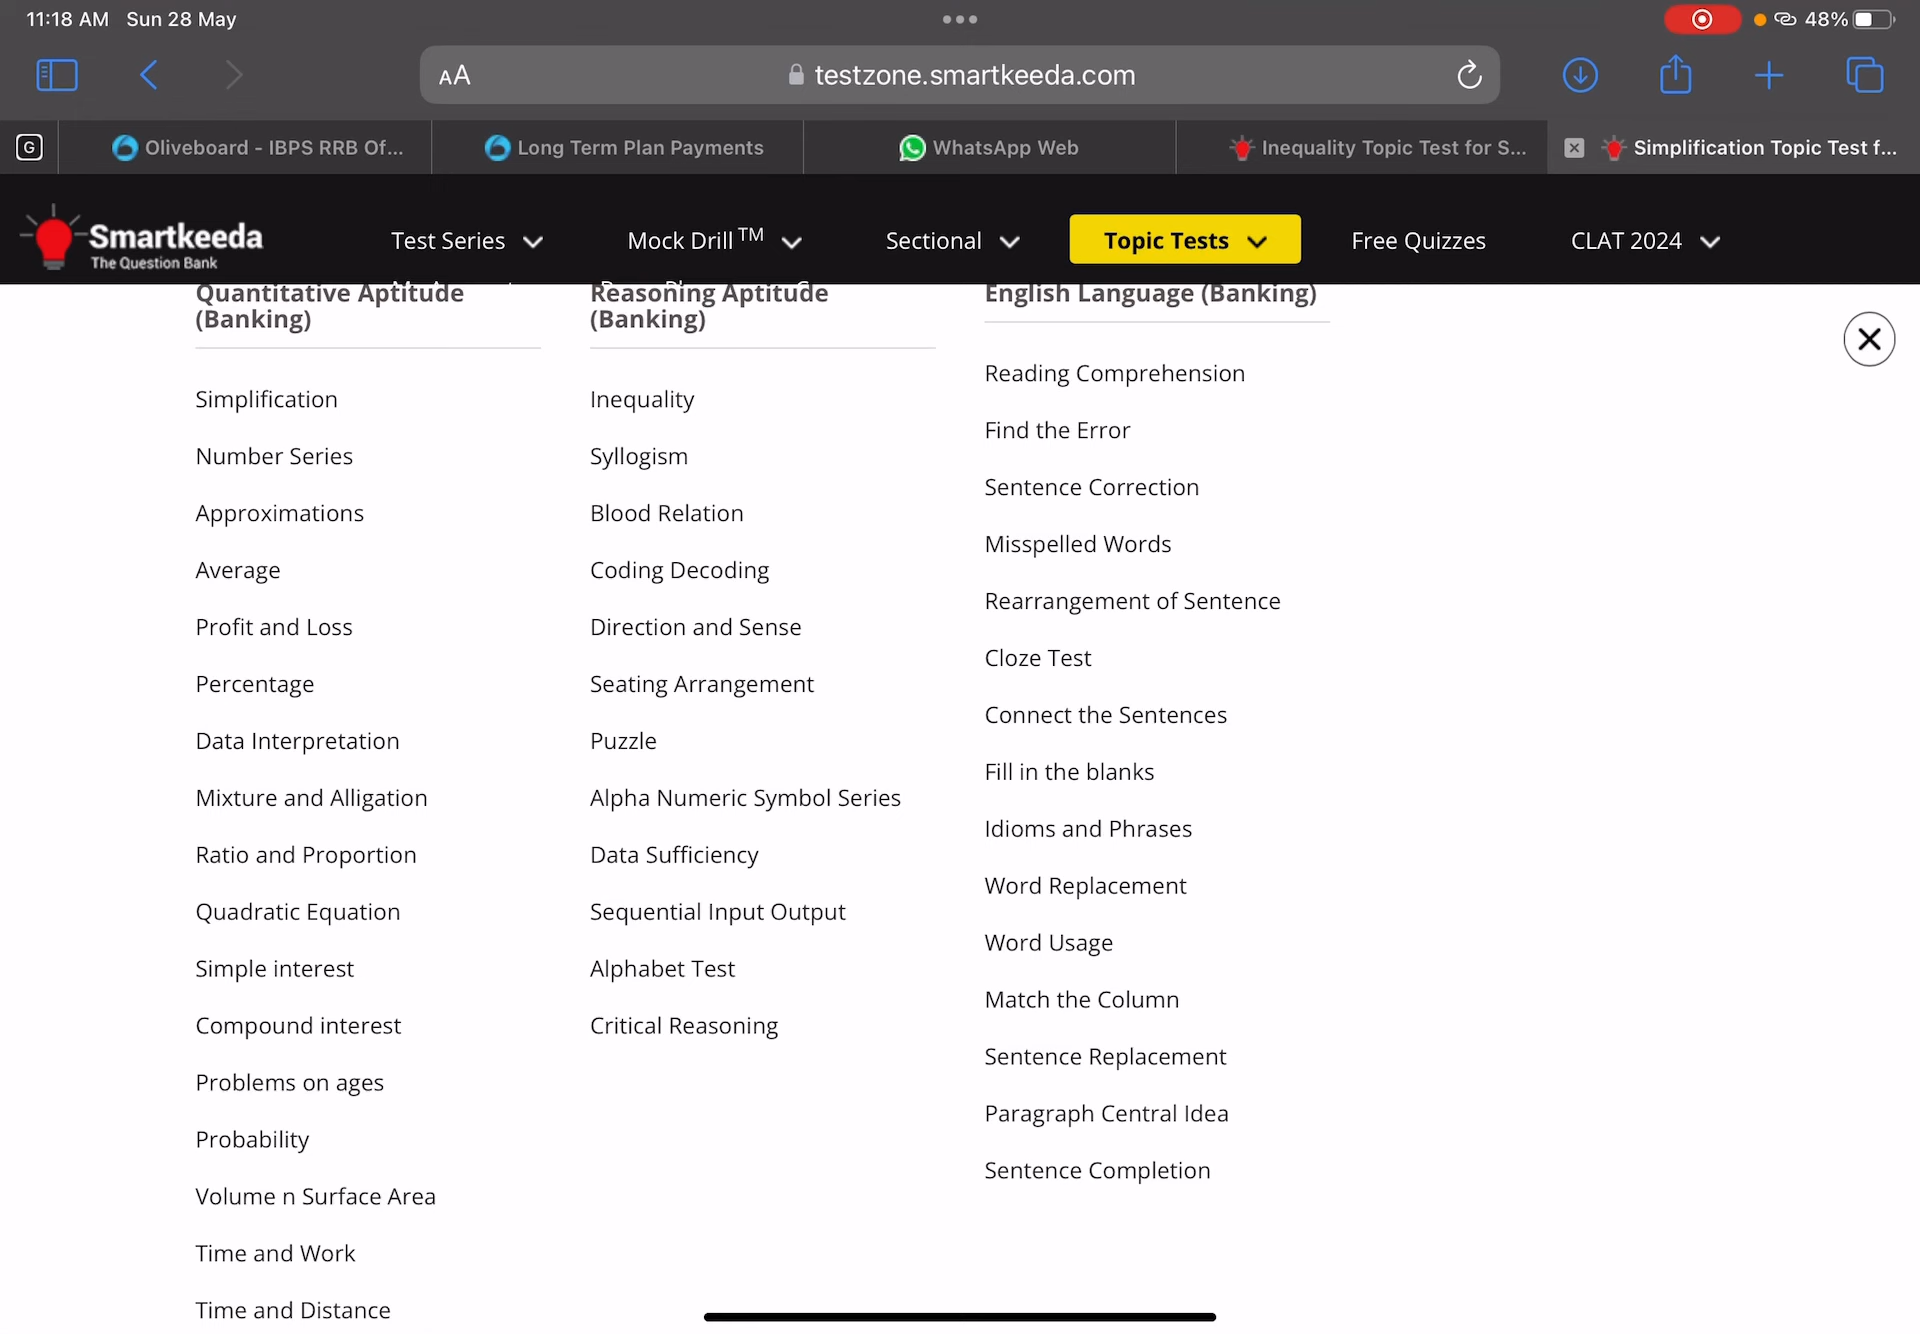 11:18 AM Sun 28 May
48%
AA
testzone.smartkeeda.com
G
Oliveboard - IBPS RRB Of...
Long Term Plan Payments
WhatsApp Web
Inequality Topic Test for S...
Simplification Topic Test f...
Smartkeeda
The Question Bank
Test Series
Mock Drill TM
Sectional
Topic Tests
Free Quizzes
CLAT 2024
Quantitative Aptitude
(Banking)
Simplification
Number Series
Approximations
Average
Profit and Loss
Percentage
Data Interpretation
Mixture and Alligation
Ratio and Proportion
Quadratic Equation
Simple interest
Compound interest
Problems on ages
Probability
Volume n Surface Area
Time and Work
Time and Distance
Reasoning Aptitude
(Banking)
Inequality
Syllogism
Blood Relation
Coding Decoding
Direction and Sense
Seating Arrangement
Puzzle
Alpha Numeric Symbol Series
Data Sufficiency
Sequential Input Output
Alphabet Test
Critical Reasoning
English Language (Banking)
Reading Comprehension
Find the Error
Sentence Correction
Misspelled Words
Rearrangement of Sentence
Cloze Test
Connect the Sentences
Fill in the blanks
Idioms and Phrases
Word Replacement
Word Usage
Match the Column
Sentence Replacement
Paragraph Central Idea
Sentence Completion